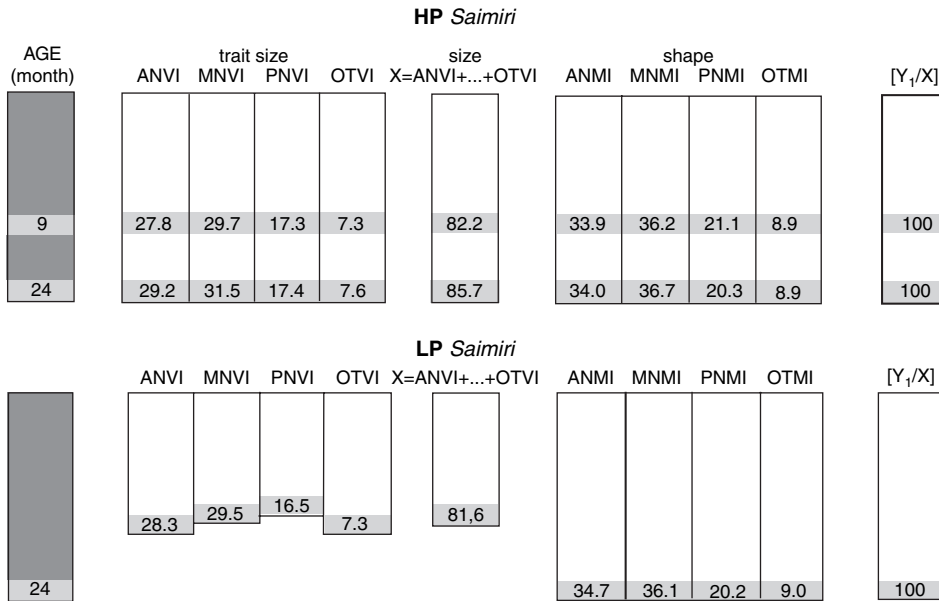 HP Saimiri
AGE trait size size shape
(month) ANVI MNVI PNVI OTVI X=ANVI+...+OTVI ANMI MNMI PNMI OTMI [Y1/X]
9 27.8 29.7 17.3 7.3 82.2 33.9 36.2 21.1 8.9 100
24 29.2 31.5 17.4 7.6 85.7 34.0 36.7 20.3 8.9 100
LP Saimiri
ANVI MNVI PNVI OTVI X=ANVI+...+OTVI ANMI MNMI PNMI OTMI [Y1/X]
28.3 29.5 16.5 7.3 81,6
24 34.7 36.1 20.2 9.0 100